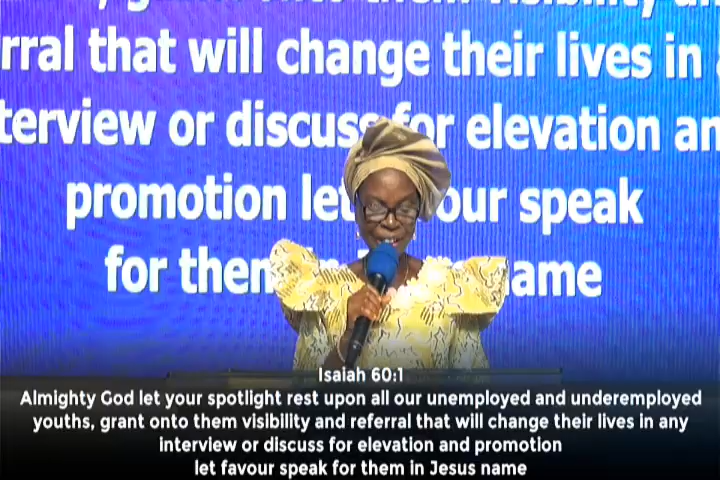 rral that will change their lives in
terview or discuss for elevation an
promotion let our speak
for them name
Isaiah 60:1
Almighty God let your spotlight rest upon all our unemployed and underemployed
youths, grant onto them visibility and referral that will change their lives in any
interview or discuss for elevation and promotion
let favour speak for them in Jesus name